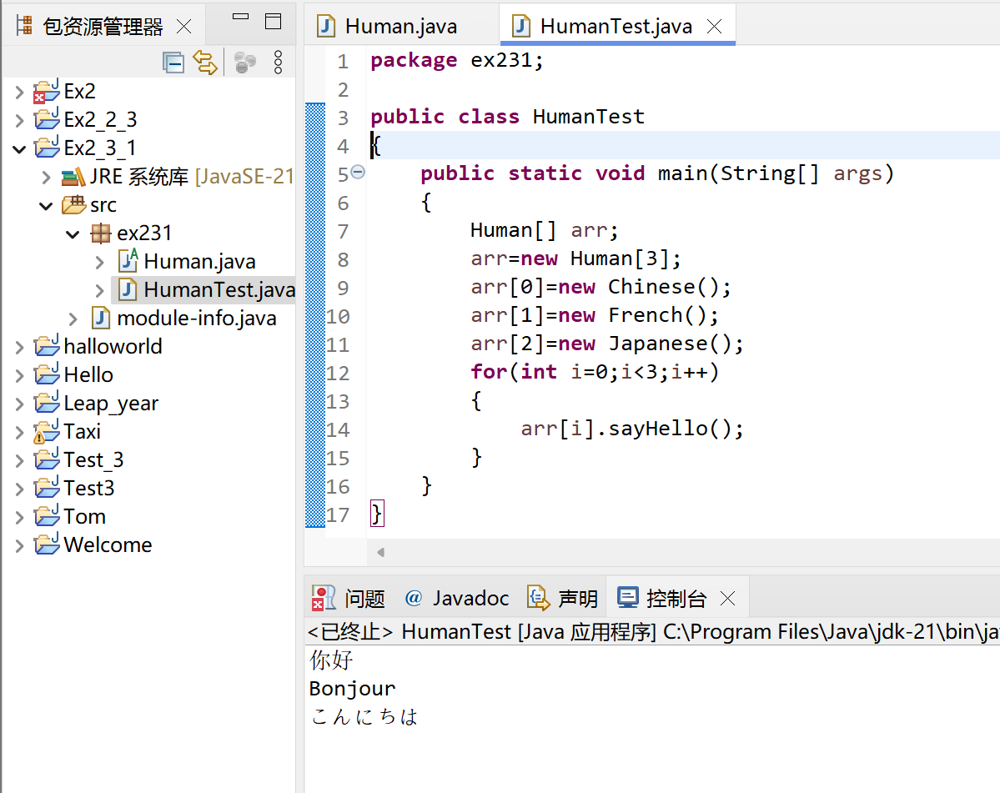 包资源管理器
Ex2
Ex2_2_3
Ex2_3_1
JRE 系统库 [JavaSE-21
src
ex231
Human.java
HumanTest.java
module-info.java
halloworld
Hello
Leap_year
Taxi
Test_3
Test3
Tom
Welcome
Human.java HumanTest.java
1 package ex231;
2
3 public class HumanTest
4 {
5 public static void main(String[] args)
6 {
7 Human[] arr;
8 arr=new Human[3];
9 arr[0]=new Chinese();
10 arr[1]=new French();
11 arr[2]=new Japanese();
12 for(int i=0;i<3;i++)
13 {
14 arr[i].sayHello();
15 }
16 }
17 }
问题 @ Javadoc 声明 控制台
<已终止> HumanTest [Java 应用程序] C:\Program Files\Java\jdk-21\bin\ja
你好
Bonjour
こんにちは